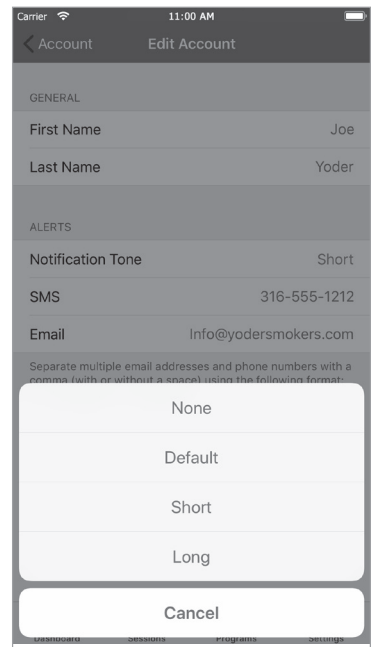 Carrier 11:00 AM
Account Edit Account
GENERAL
First Name Joe
Last Name Yoder
ALERTS
Notification Tone Short
SMS 316-555-1212
Email Info@yodersmokers.com
Separate multiple email addresses and phone numbers with a
comma (with or without a space) using the following format:
None
Default
Short
Long
Cancel
Dashboard Sessions Programs Settings